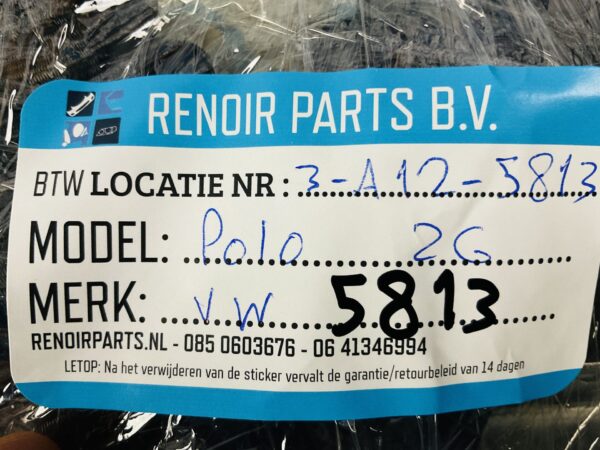 RENOIR PARTS B.V.
BTW LOCATIE NR : 3-A12-5813
MODEL: Polo 2G
MERK: VW 5813
RENOIRPARTS.NL - 085 0603676 - 06 41346994
LETOP: Na het verwijderen van de sticker vervalt de garantie/retourbeleid van 14 dagen